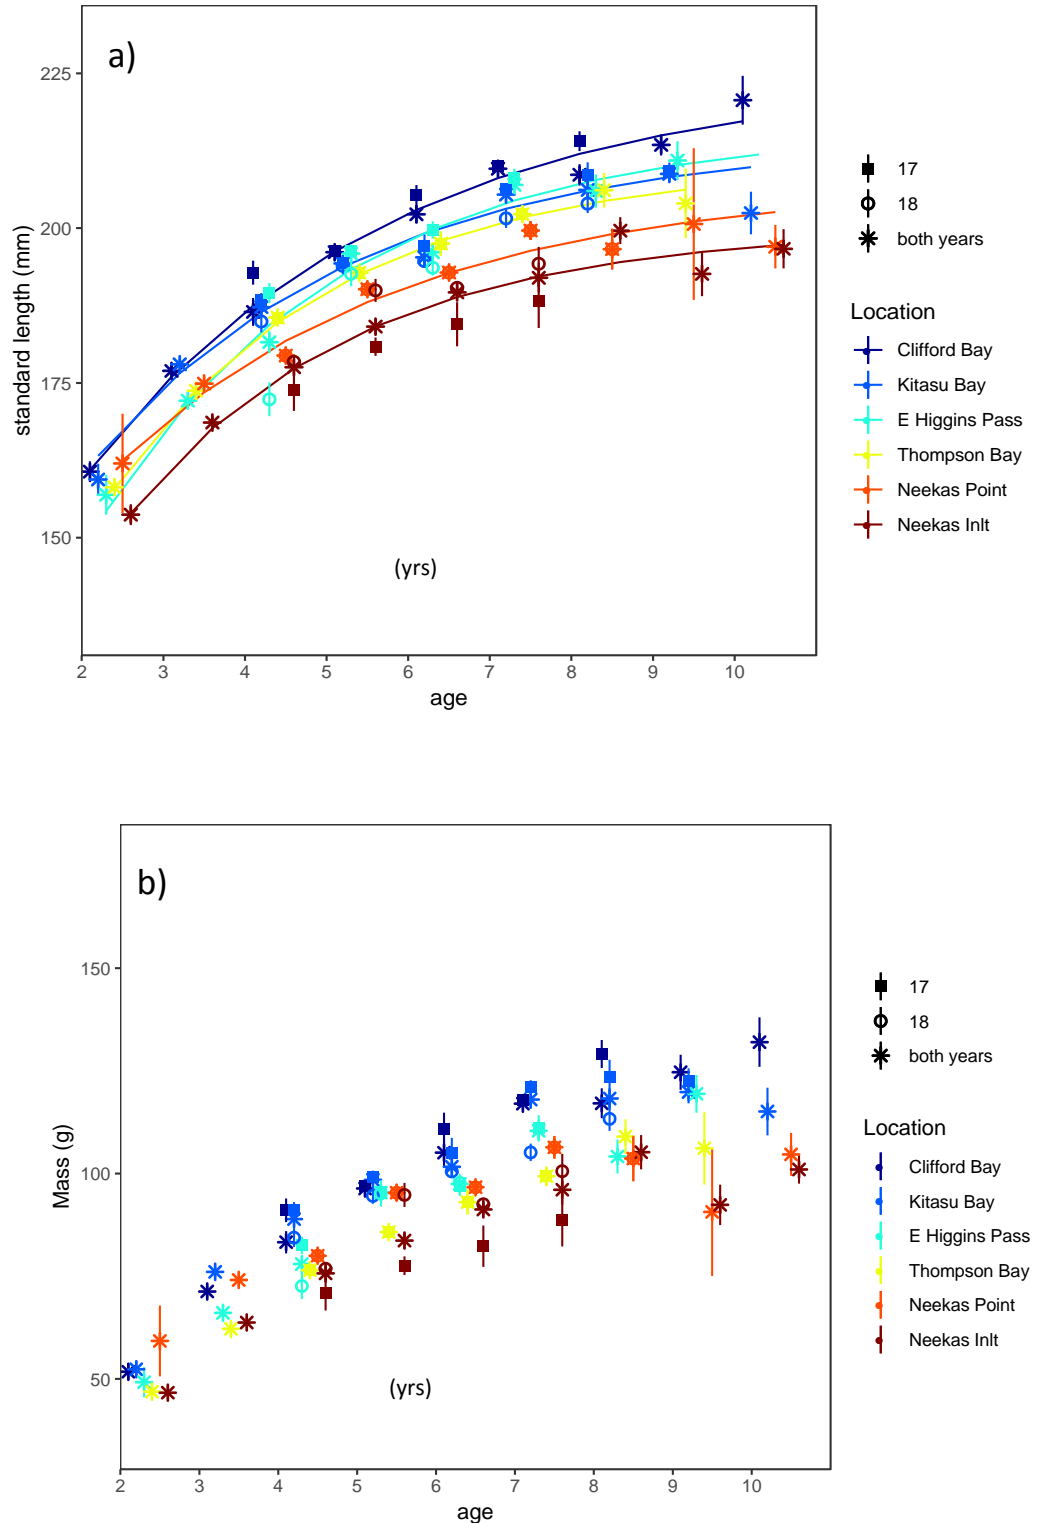 a)
225
200
175
150
standard length (mm)
(yrs)
2 3 4 5 6 7 8 9 10
age
17
18
both years
Location
Clifford Bay
Kitasu Bay
E Higgins Pass
Thompson Bay
Neekas Point
Neekas Inlt
b)
150
100
50
Mass (g)
(yrs)
2 3 4 5 6 7 8 9 10
age
17
18
both years
Location
Clifford Bay
Kitasu Bay
E Higgins Pass
Thompson Bay
Neekas Point
Neekas Inlt